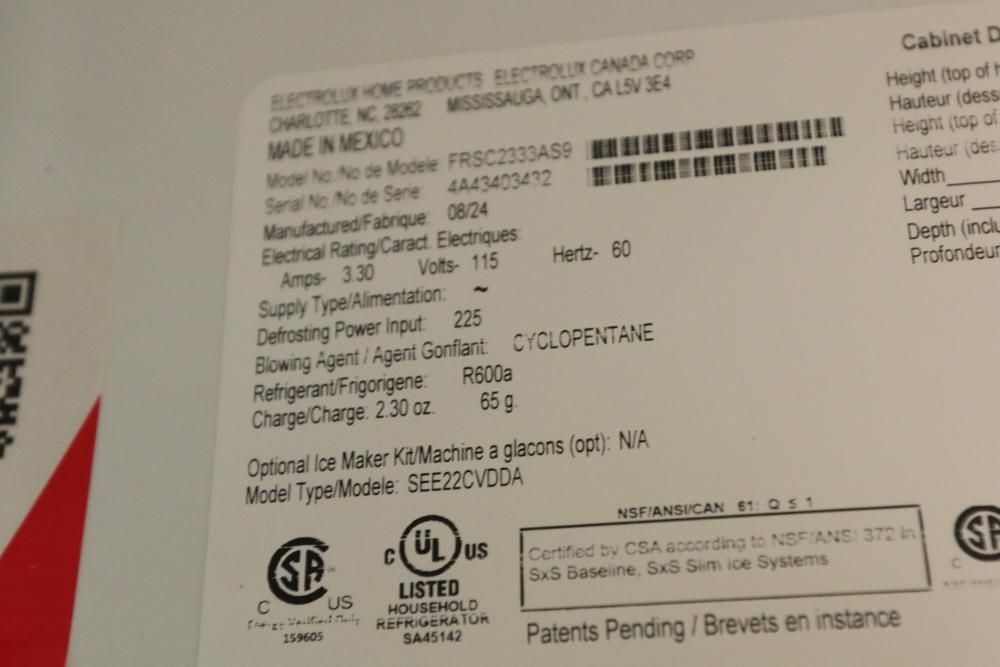 ELECTROLUX HOME PRODUCTS ELECTROLUX CANADA CORP
CHARLOTTE, NC, 28262 MISSISSAUGA, ONT , CA L5V 3E4
MADE IN MEXICO
Model No./No de Modele: FRSC2333AS9
Serial No./No de Serie: 4A43403432
Manufactured/Fabrique: 08/24
Electrical Rating/Caract. Electriques:
Amps- 3.30 Volts- 115 Hertz- 60
Supply Type/Alimentation: ~
Defrosting Power Input: 225
Blowing Agent / Agent Gonflant: CYCLOPENTANE
Refrigerant/Frigorigene: R600a
Charge/Charge: 2.30 oz. 65 g.
Optional Ice Maker Kit/Machine a glacons (opt): N/A
Model Type/Modele: SEE22CVDDA
SA
C US
Energy Verified Only
159605
C UL US
LISTED
HOUSEHOLD
REFRIGERATOR
SA45142
NSF/ANSI/CAN 61: Q ≤ 1
Certified by CSA according to NSF/ANSI 372 in
SxS Baseline, SxS Slim ice Systems
Patents Pending / Brevets en instance
Cabinet D
Height (top of h
Hauteur (dess
Height (top of
Hauteur (des
Width
Largeur
Depth (inclu
Profondeur
SA
C